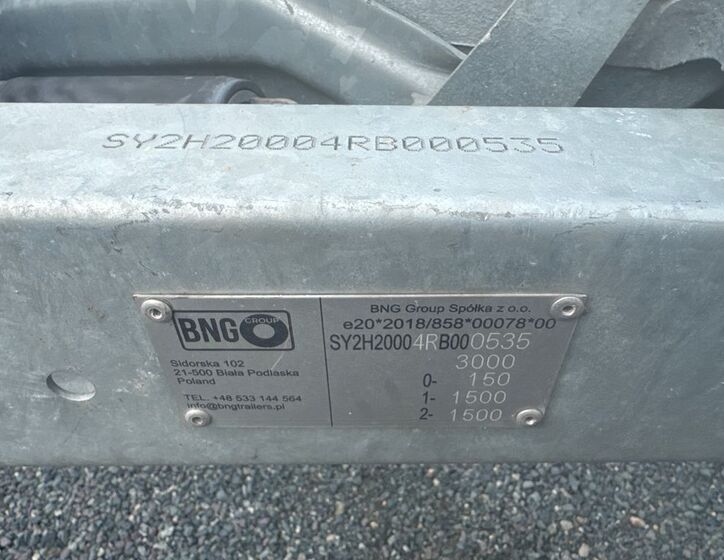 SY2H20004RB000535
BNG GROUP
Sidorska 102
21-500 Biała Podlaska
Poland
TEL. +48 533 144 564
info@bngtrailers.pl
BNG Group Spółka z o.o.
e20*2018/858*00078*00
SY2H20004RB000535
3000
0- 150
1- 1500
2- 1500